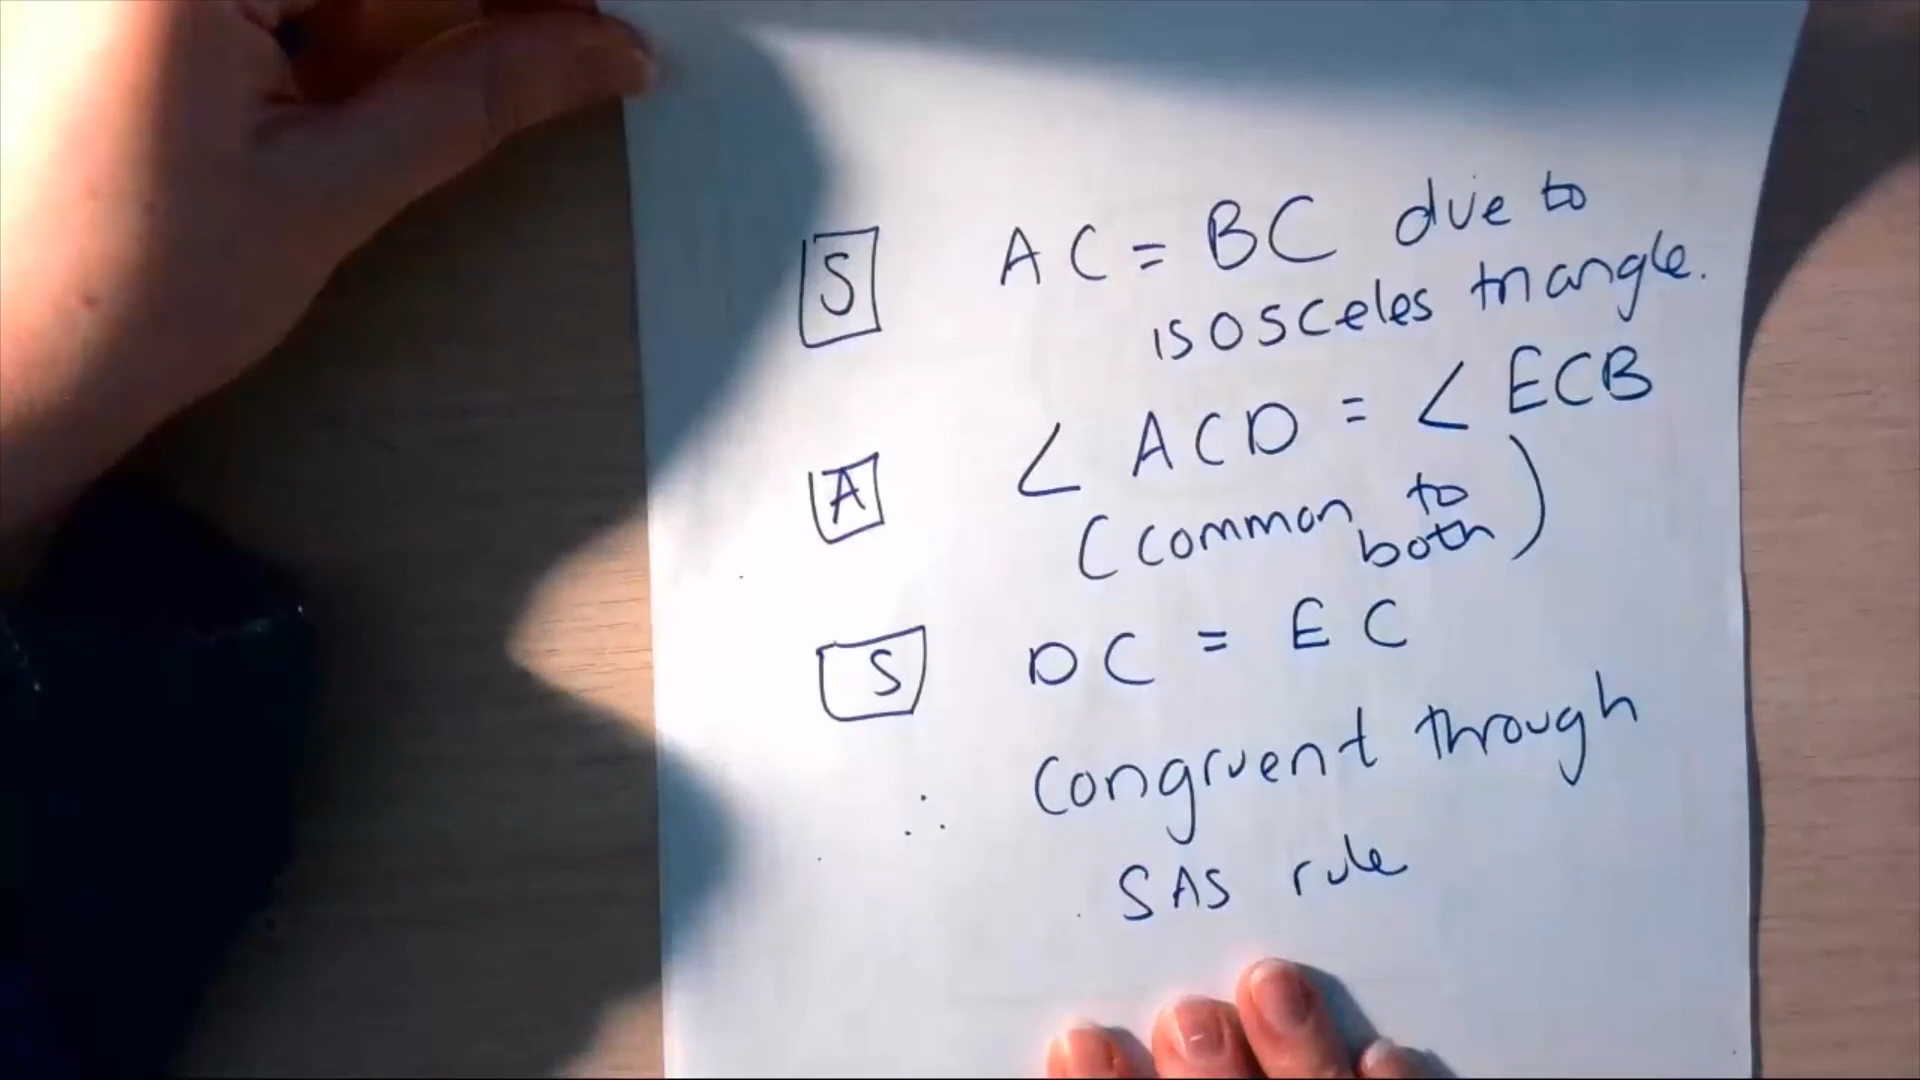 S AC = BC due to
isosceles triangle.
A ∠ ACD = ∠ ECB
(common to
both)
S DC = EC
∴ Congruent through
SAS rule